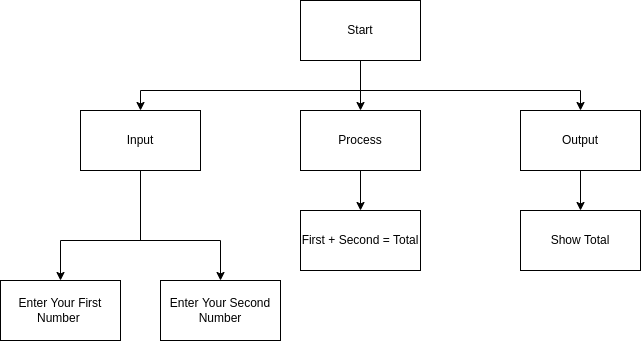 Start
Input
Process
Output
First + Second = Total
Show Total
Enter Your First
Number
Enter Your Second
Number